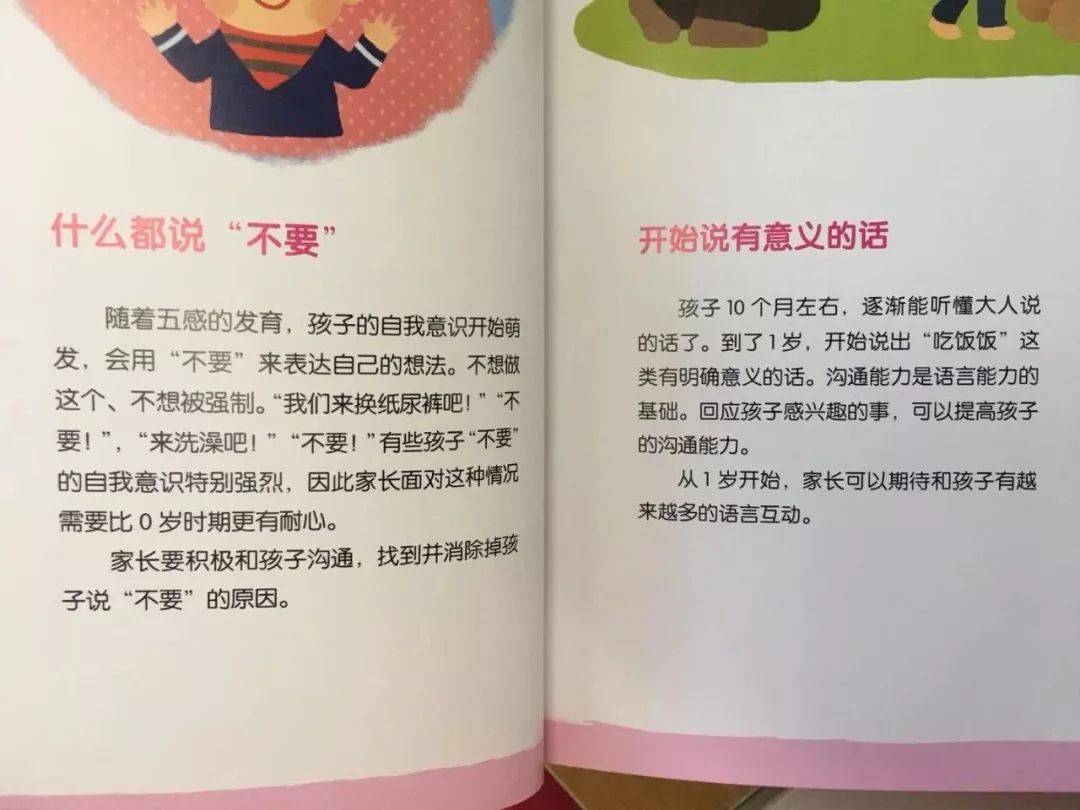 什么都说“不要”
随着五感的发育，孩子的自我意识开始萌
发，会用“不要”来表达自己的想法。不想做
这个、不想被强制。“我们来换纸尿裤吧！”“不
要！”，“来洗澡吧！”“不要！”有些孩子“不要”
的自我意识特别强烈，因此家长面对这种情况
需要比0岁时期更有耐心。
家长要积极和孩子沟通，找到并消除掉孩
子说“不要”的原因。
开始说有意义的话
孩子10个月左右，逐渐能听懂大人说
的话了。到了1岁，开始说出“吃饭饭”这
类有明确意义的话。沟通能力是语言能力的
基础。回应孩子感兴趣的事，可以提高孩子
的沟通能力。
从1岁开始，家长可以期待和孩子有越
来越多的语言互动。